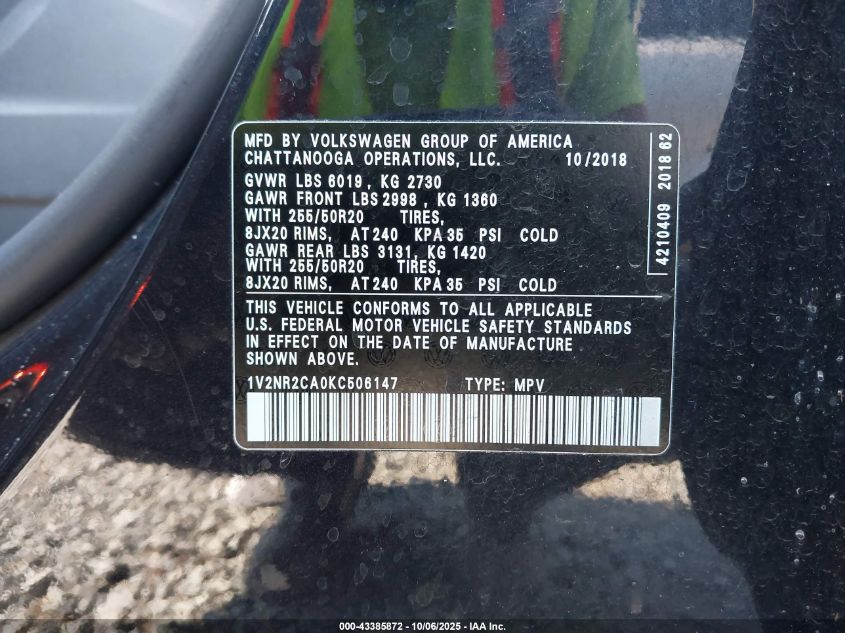 MFD BY VOLKSWAGEN GROUP OF AMERICA
CHATTANOOGA OPERATIONS, LLC. 10/2018
GVWR LBS 6019, KG 2730
GAWR FRONT LBS 2998, KG 1360
WITH 255/50R20 TIRES,
8JX20 RIMS, AT 240 KPA 35 PSI COLD
GAWR REAR LBS 3131, KG 1420
WITH 255/50R20 TIRES,
8JX20 RIMS, AT 240 KPA 35 PSI COLD
THIS VEHICLE CONFORMS TO ALL APPLICABLE
U.S. FEDERAL MOTOR VEHICLE SAFETY STANDARDS
IN EFFECT ON THE DATE OF MANUFACTURE
SHOWN ABOVE.
1V2NR2CA0KC506147 TYPE: MPV
4210409 2018 62
000-43385872 - 10/06/2025 - IAA Inc.